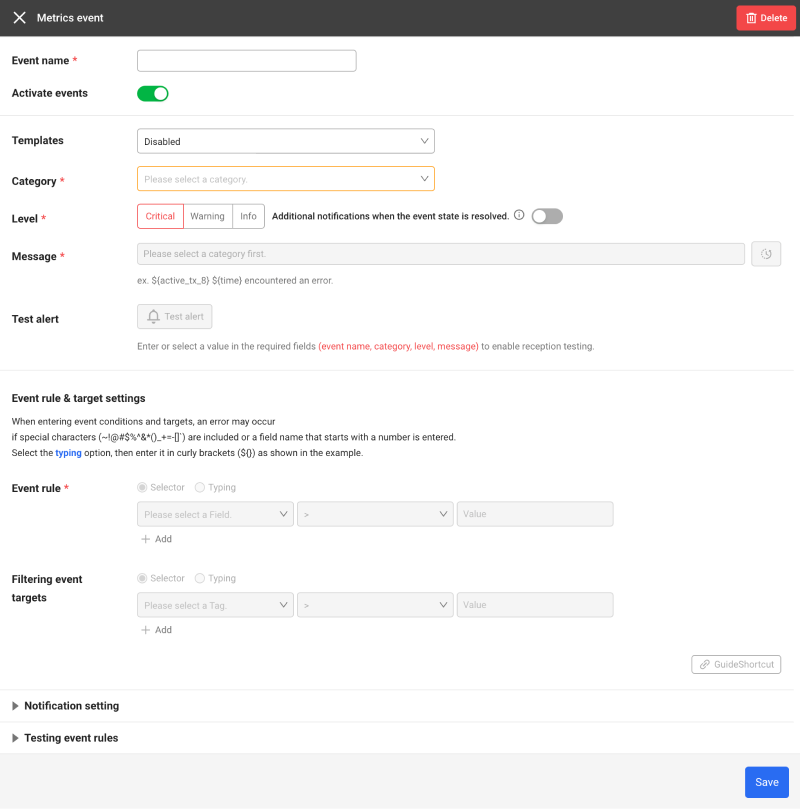 Metrics event
Delete
Event name *
Activate events
Templates
Disabled
Category *
Please select a category.
Level *
Critical Warning Info Additional notifications when the event state is resolved.
Message *
Please select a category first.
ex. ${active_tx_8} ${time} encountered an error.
Test alert
Test alert
Enter or select a value in the required fields (event name, category, level, message) to enable reception testing.
Event rule & target settings
When entering event conditions and targets, an error may occur
if special characters (~!@#$%^&*()_+=-[]`) are included or a field name that starts with a number is entered.
Select the typing option, then enter it in curly brackets (${}) as shown in the example.
Event rule *
Selector Typing
Please select a Field. > Value
+ Add
Filtering event
targets
Selector Typing
Please select a Tag. > Value
+ Add
GuideShortcut
Notification setting
Testing event rules
Save